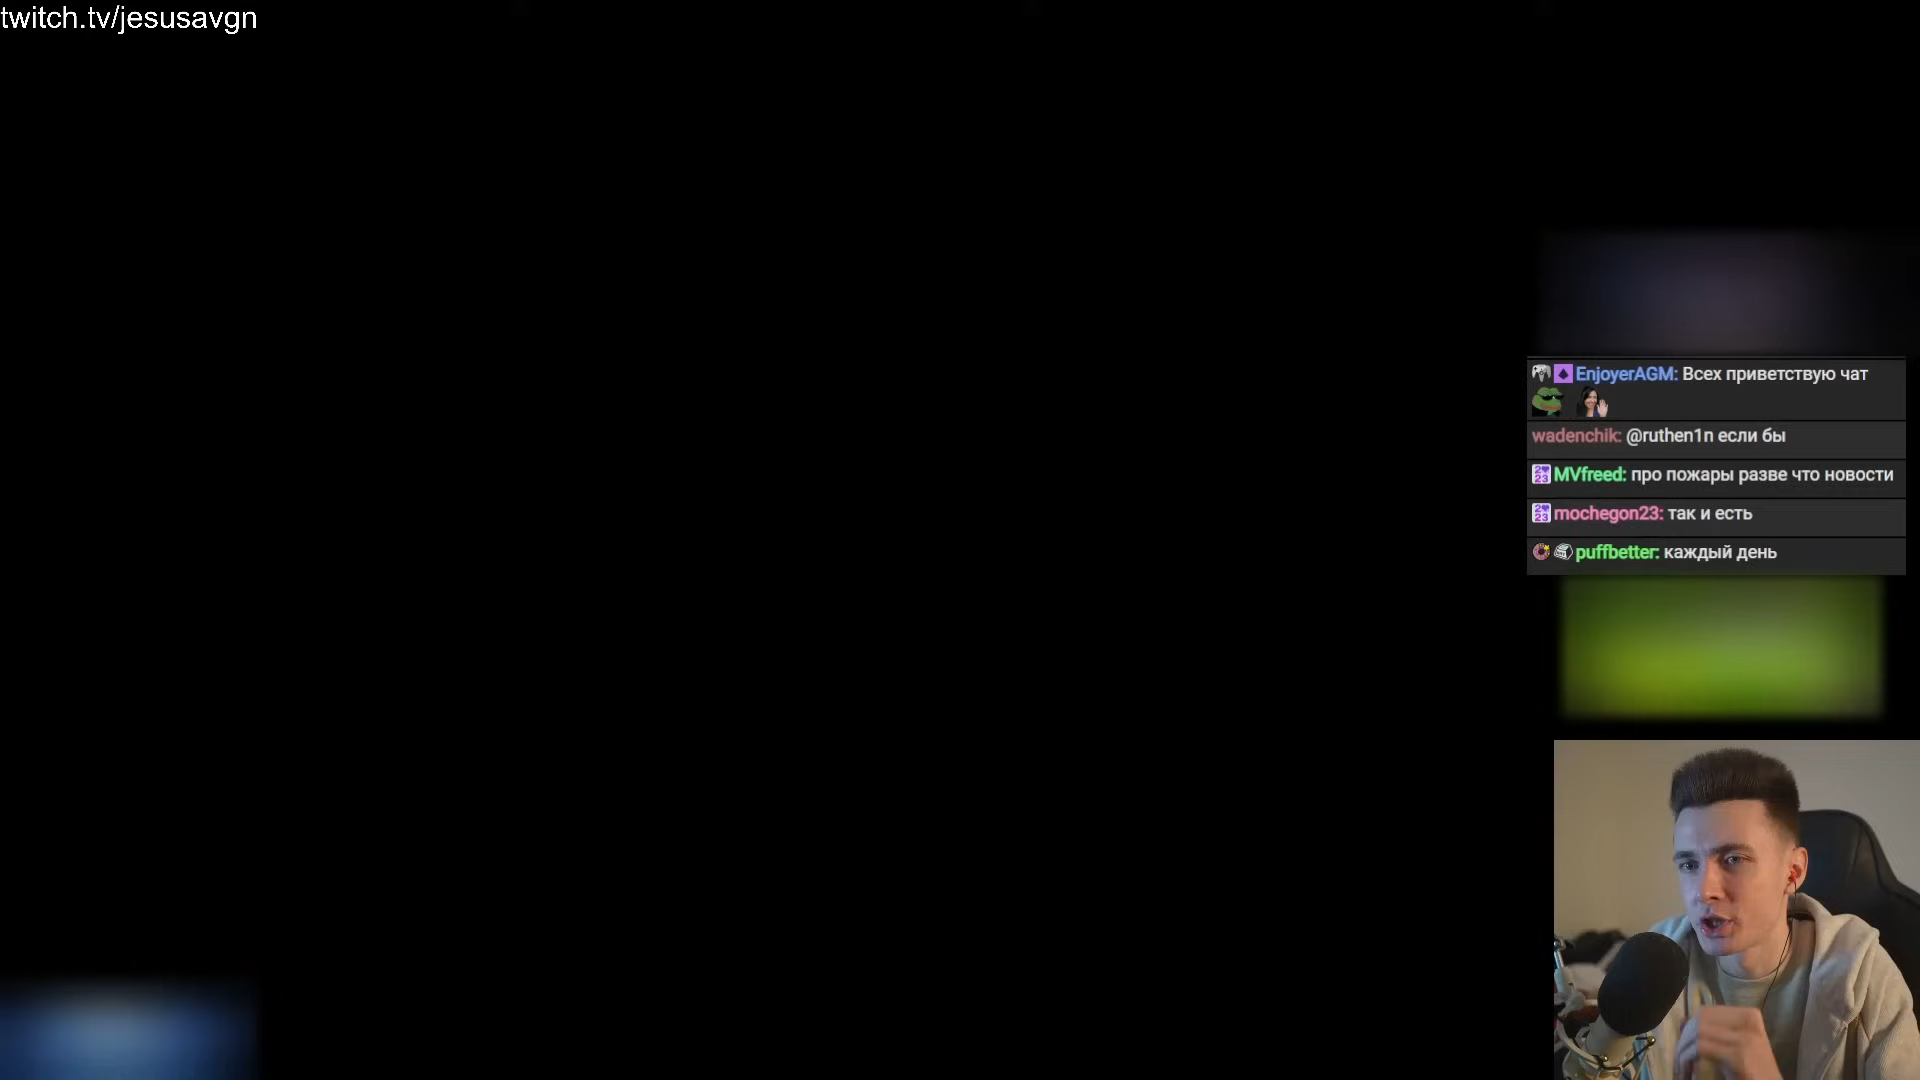 twitch.tv/jesusavgn
EnjoyerAGM: Всех приветствую чат
wadenchik: @ruthen1n если бы
MVfreed: про пожары разве что новости
mochegon23: так и есть
puffbetter: каждый день